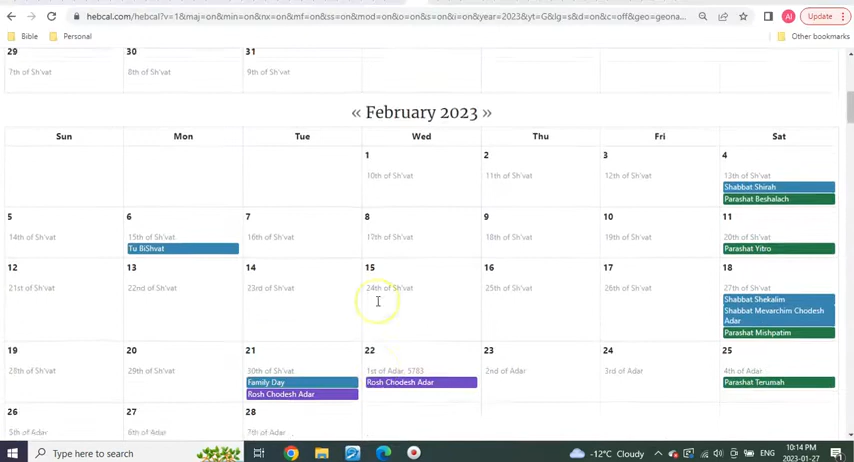 hebcal.com/hebcal?v=1&maj=on&min=on&nx=on&mf=on&ss=on&mod=on&o=on&s=on&i=on&year=2023&yt=G&lg=s&d=on&c=off&geo=geona...
AI
Update
Bible
Personal
Other bookmarks
29 30 31
7th of Sh'vat 8th of Sh'vat 9th of Sh'vat
« February 2023 »
Sun Mon Tue Wed Thu Fri Sat
1 2 3 4
10th of Sh'vat 11th of Sh'vat 12th of Sh'vat 13th of Sh'vat
Shabbat Shirah
Parashat Beshalach
5 6 7 8 9 10 11
14th of Sh'vat 15th of Sh'vat 16th of Sh'vat 17th of Sh'vat 18th of Sh'vat 19th of Sh'vat 20th of Sh'vat
Tu BiShvat Parashat Yitro
12 13 14 15 16 17 18
21st of Sh'vat 22nd of Sh'vat 23rd of Sh'vat 24th of Sh'vat 25th of Sh'vat 26th of Sh'vat 27th of Sh'vat
Shabbat Shekalim
Shabbat Mevarchim Chodesh
Adar
Parashat Mishpatim
19 20 21 22 23 24 25
28th of Sh'vat 29th of Sh'vat 30th of Sh'vat 1st of Adar, 5783 2nd of Adar 3rd of Adar 4th of Adar
Family Day Rosh Chodesh Adar Parashat Terumah
Rosh Chodesh Adar
26 27 28
5th of Adar 6th of Adar 7th of Adar
Type here to search
-12°C Cloudy
ENG
10:14 PM
2023-01-27